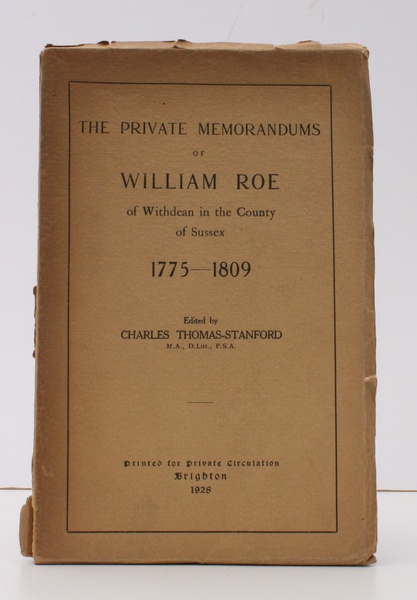 THE PRIVATE MEMORANDUMS
OF
WILLIAM ROE
of Withdean in the County
of Sussex
1775—1809
Edited by
CHARLES THOMAS-STANFORD
M.A., D.Litt., F.S.A.
Printed for Private Circulation
Brighton
1928